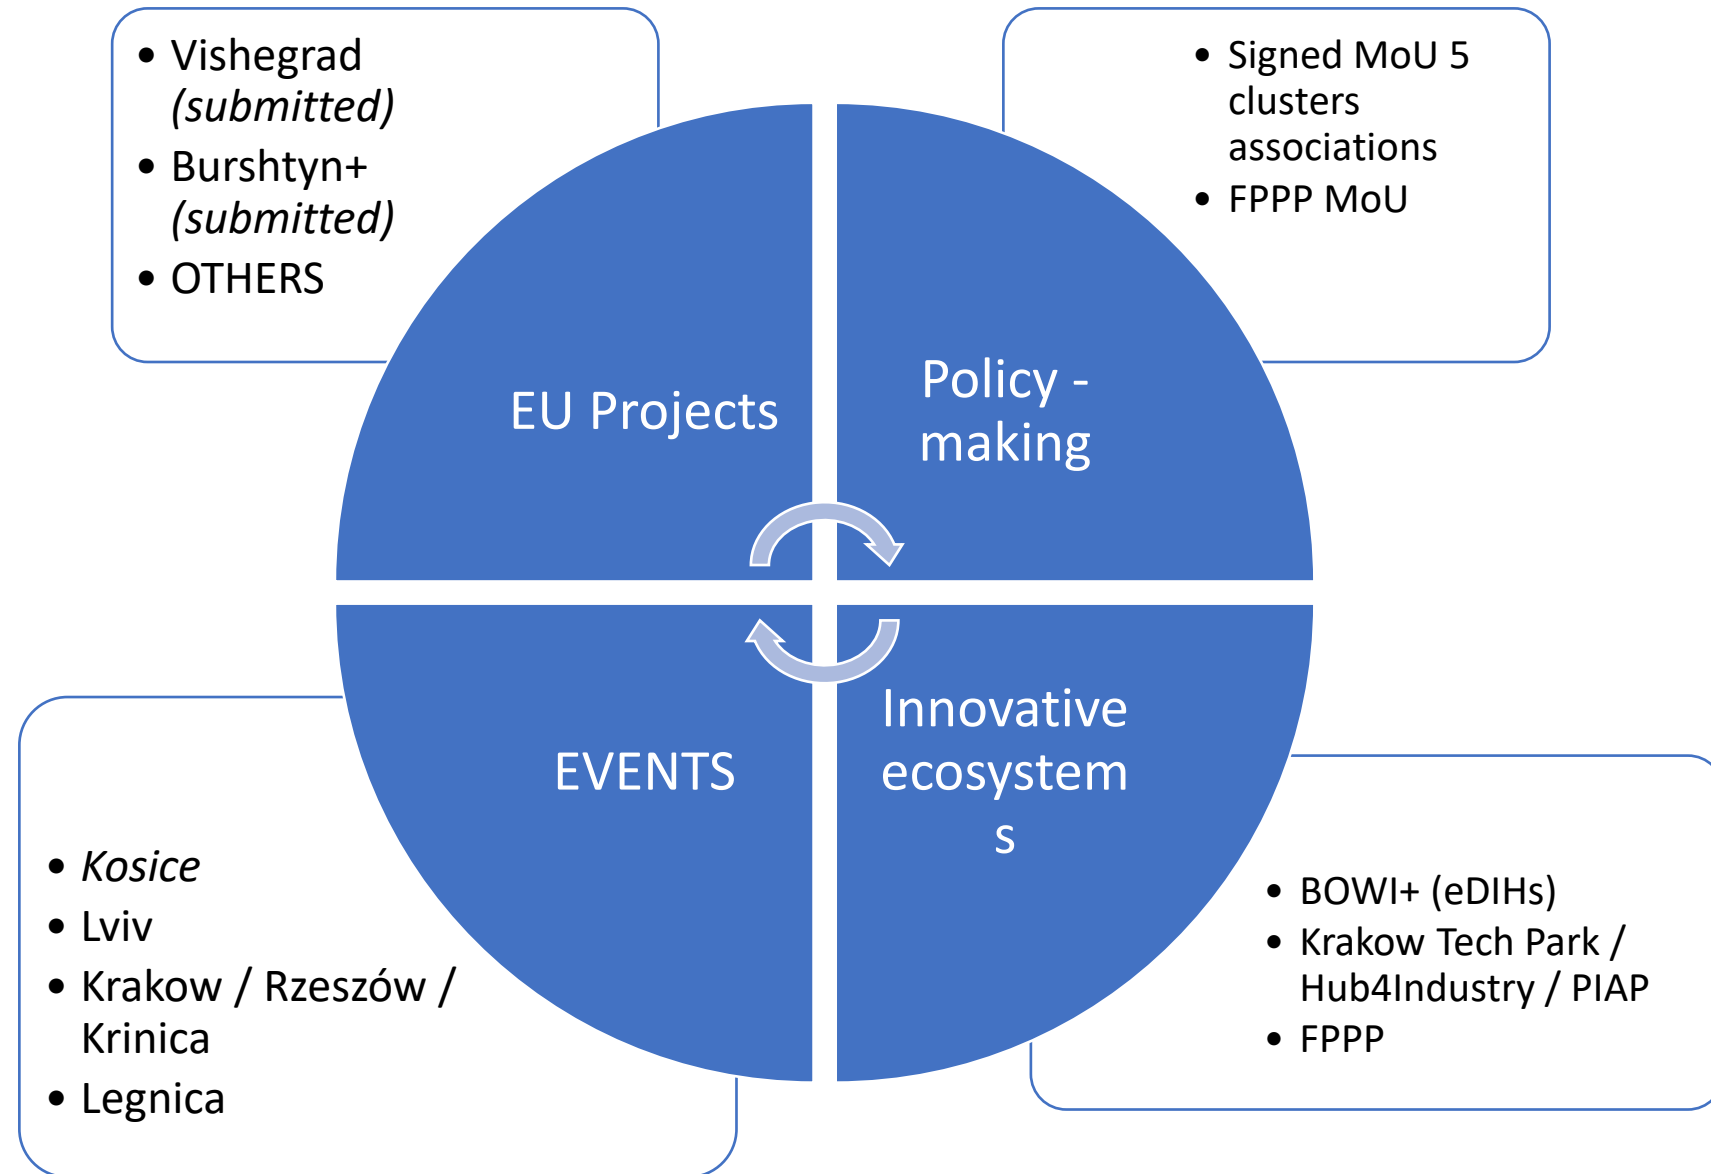 • Vishegrad
(submitted)
• Burshtyn+
(submitted)
• OTHERS
• Signed MoU 5
clusters
associations
• FPPP MoU
EU Projects
Policy -
making
EVENTS
Innovative
ecosystem
s
• Kosice
• Lviv
• Krakow / Rzeszów /
Krinica
• Legnica
• BOWI+ (eDIHs)
• Krakow Tech Park /
Hub4Industry / PIAP
• FPPP